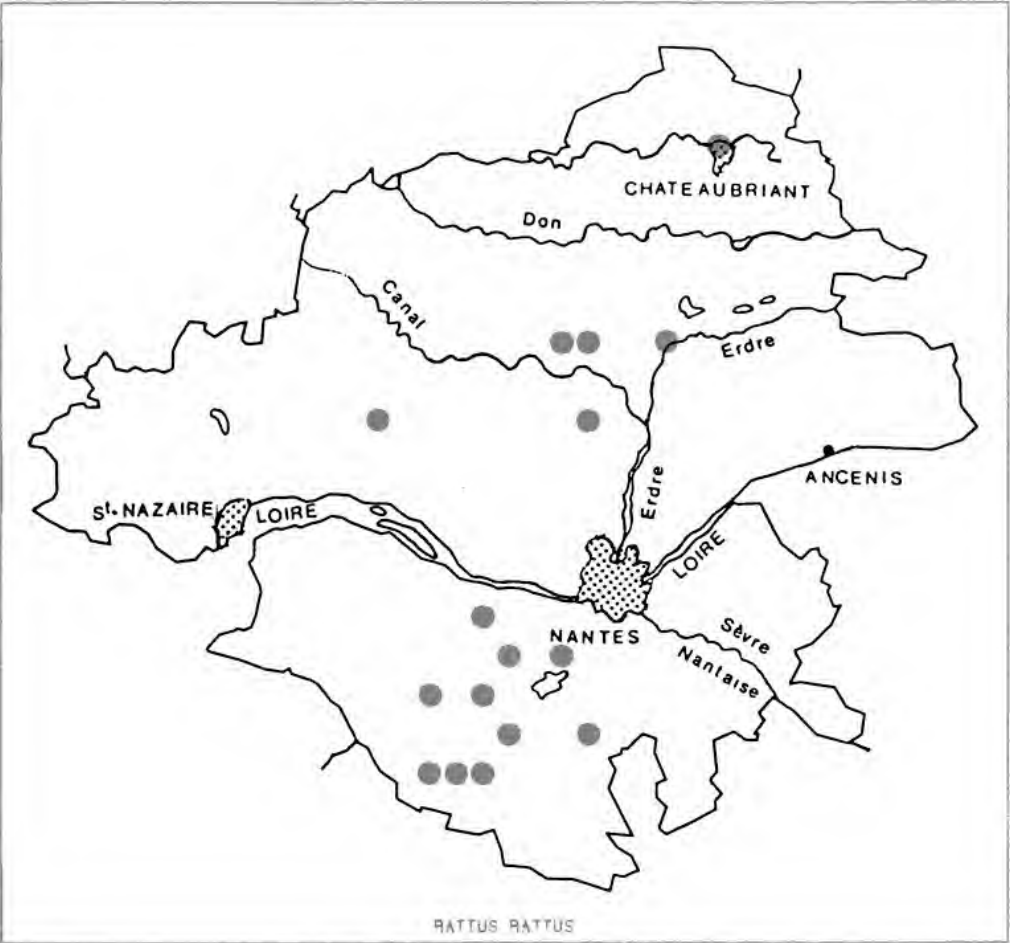 CHATEAUBRIANT
Don
Canal
Erdre
ANCENIS
Erdre
St. NAZAIRE
LOIRE
LOIRE
NANTES
Sèvre
Nantaise
RATTUS RATTUS